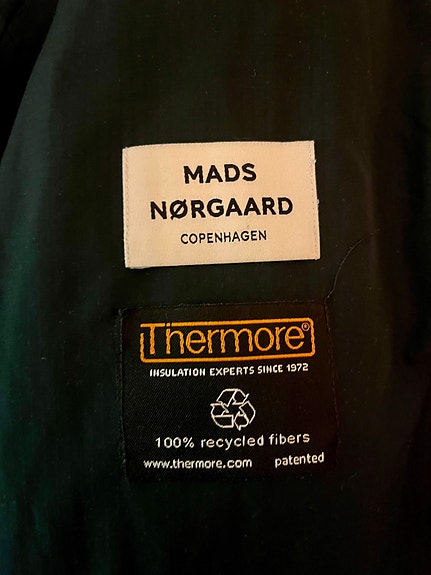 MADS
NØRGAARD
COPENHAGEN
Thermore®
INSULATION EXPERTS SINCE 1972
100% recycled fibers
www.thermore.com patented